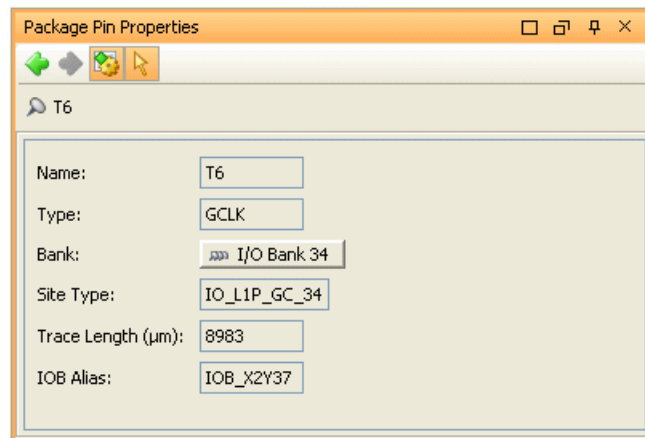 Package Pin Properties
T6
Name: T6
Type: GCLK
Bank: I/O Bank 34
Site Type: IO_L1P_GC_34
Trace Length (µm): 8983
IOB Alias: IOB_X2Y37